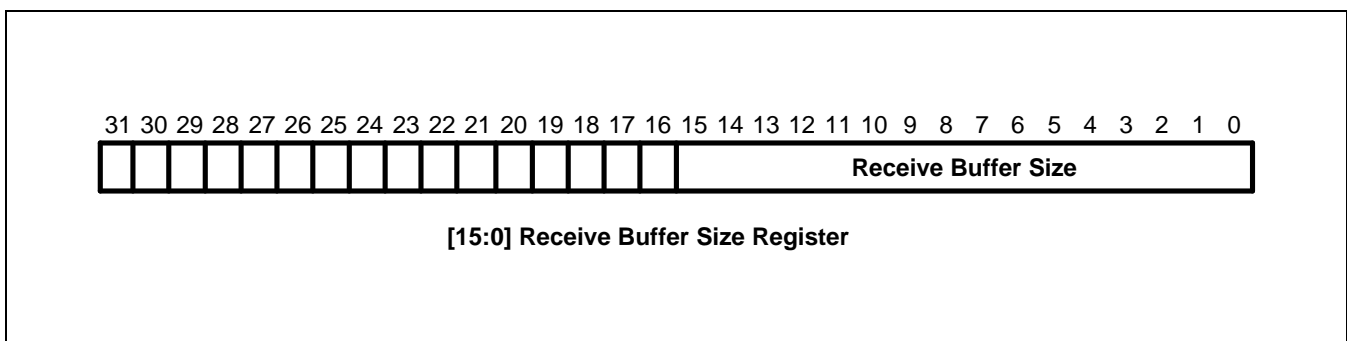 31 30 29 28 27 26 25 24 23 22 21 20 19 18 17 16 15 14 13 12 11 10 9 8 7 6 5 4 3 2 1 0
Receive Buffer Size
[15:0] Receive Buffer Size Register